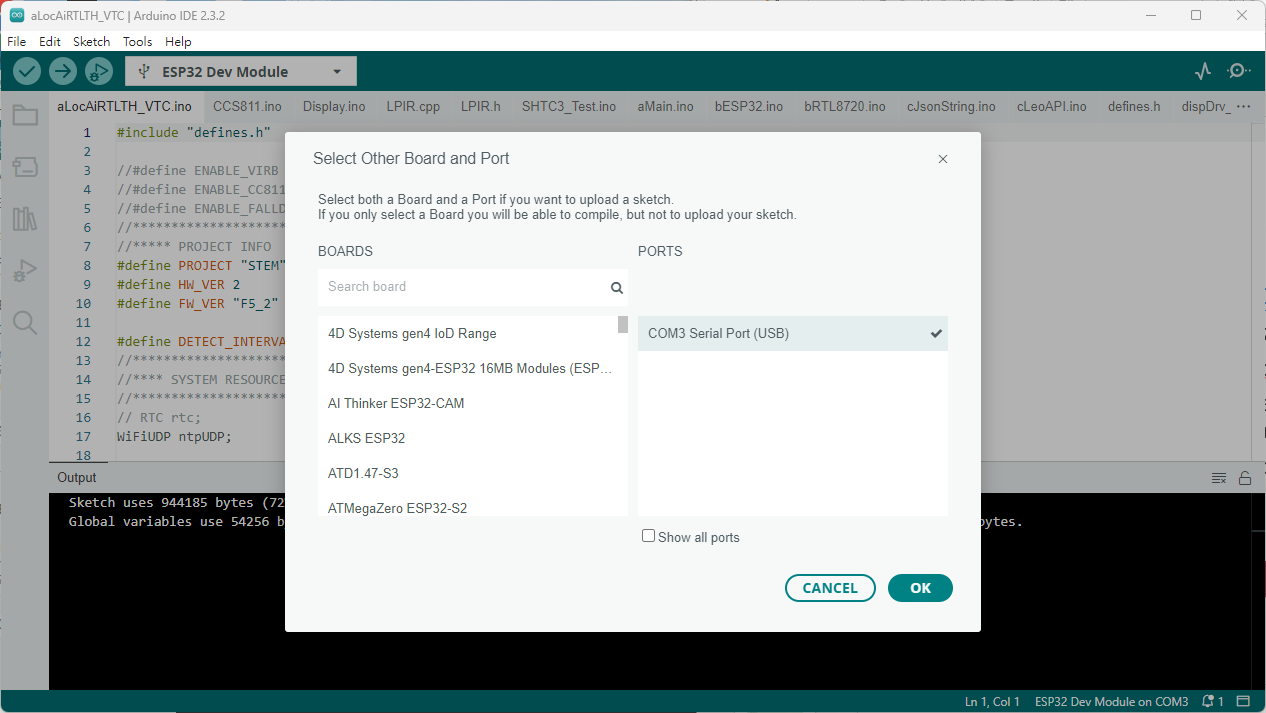 aLocAiRTLTH_VTC | Arduino IDE 2.3.2
File Edit Sketch Tools Help
ESP32 Dev Module
aLocAiRTLTH_VTC.ino CCS811.ino Display.ino LPIR.cpp LPIR.h SHTC3_Test.ino aMain.ino bESP32.ino bRTL8720.ino cJsonString.ino cLeoAPI.ino defines.h dispDrv_ ···
1 #include "defines.h"
2
3 //#define ENABLE_VIRB
4 //#define ENABLE_CC811
5 //#define ENABLE_FALLD
6 //********************
7 //***** PROJECT INFO
8 #define PROJECT "STEM"
9 #define HW_VER 2
10 #define FW_VER "F5_2"
11
12 #define DETECT_INTERVA
13 //********************
14 //**** SYSTEM RESOURCE
15 //********************
16 // RTC rtc;
17 WiFiUDP ntpUDP;
18
Select Other Board and Port
Select both a Board and a Port if you want to upload a sketch.
If you only select a Board you will be able to compile, but not to upload your sketch.
BOARDS
Search board
4D Systems gen4 IoD Range
4D Systems gen4-ESP32 16MB Modules (ESP...
AI Thinker ESP32-CAM
ALKS ESP32
ATD1.47-S3
ATMegaZero ESP32-S2
PORTS
COM3 Serial Port (USB)
Show all ports
CANCEL OK
Output
Sketch uses 944185 bytes (72
Global variables use 54256 b ytes.
Ln 1, Col 1 ESP32 Dev Module on COM3 1